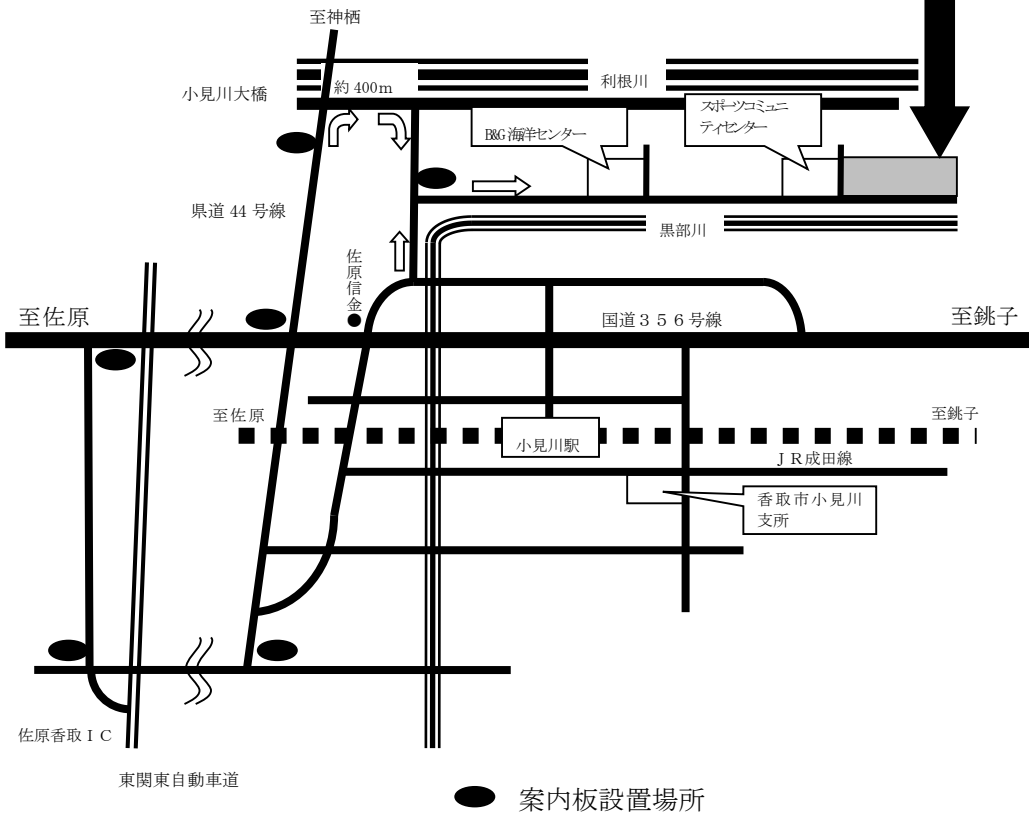 至神栖
小見川大橋
約 400m
利根川
スポーツコミュニ
ティセンター
B&G 海洋センター
県道 44 号線
黒部川
佐原信金
至佐原
国道３５６号線
至銚子
至佐原
至銚子
小見川駅
ＪＲ成田線
香取市小見川
支所
佐原香取ＩＣ
東関東自動車道
案内板設置場所